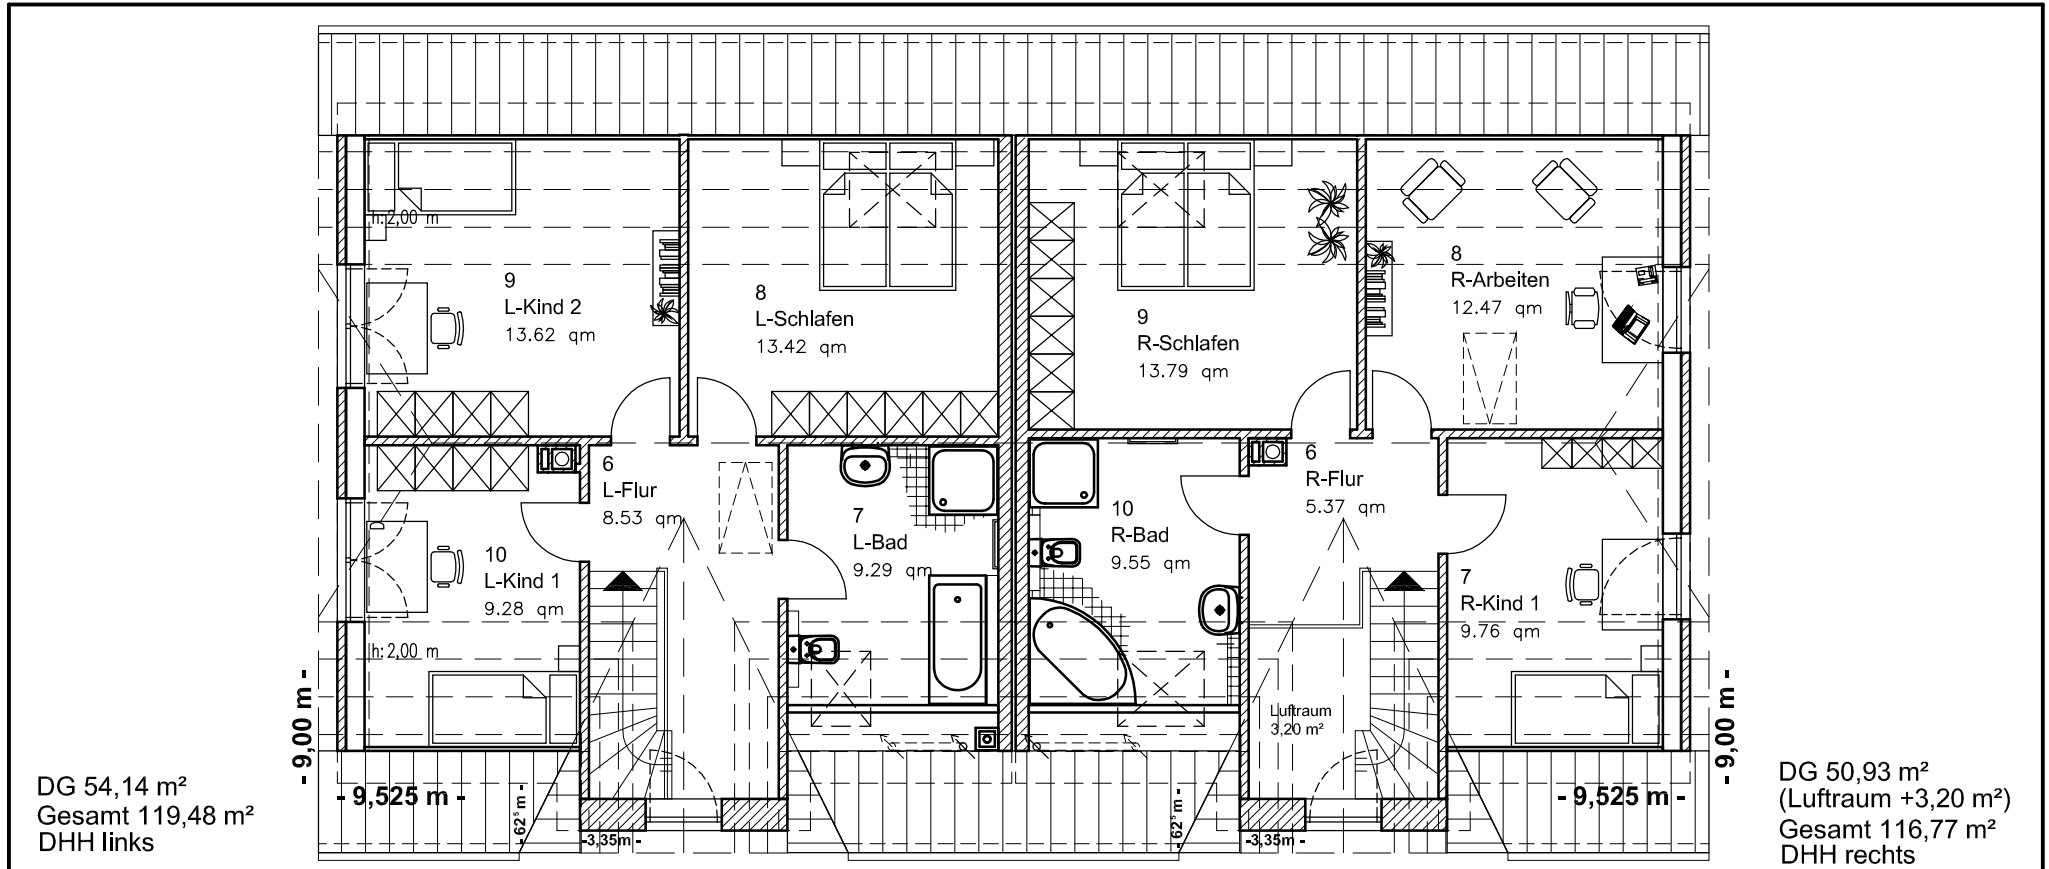 h: 2,00 m
9
L-Kind 2
13.62 qm
8
L-Schlafen
13.42 qm
9
R-Schlafen
13.79 qm
8
R-Arbeiten
12.47 qm
10
L-Kind 1
9.28 qm
h: 2,00 m
6
L-Flur
8.53 qm
7
L-Bad
9.29 qm
10
R-Bad
9.55 qm
6
R-Flur
5.37 qm
7
R-Kind 1
9.76 qm
Luftraum
3,20 m²
- 9,00 m -
- 9,00 m -
- 9,525 m -
- 62⁵ m -
-3,35m -
- 62⁵ m -
-3,35m -
- 9,525 m -
DG 54,14 m²
Gesamt 119,48 m²
DHH links
DG 50,93 m²
(Luftraum +3,20 m²)
Gesamt 116,77 m²
DHH rechts